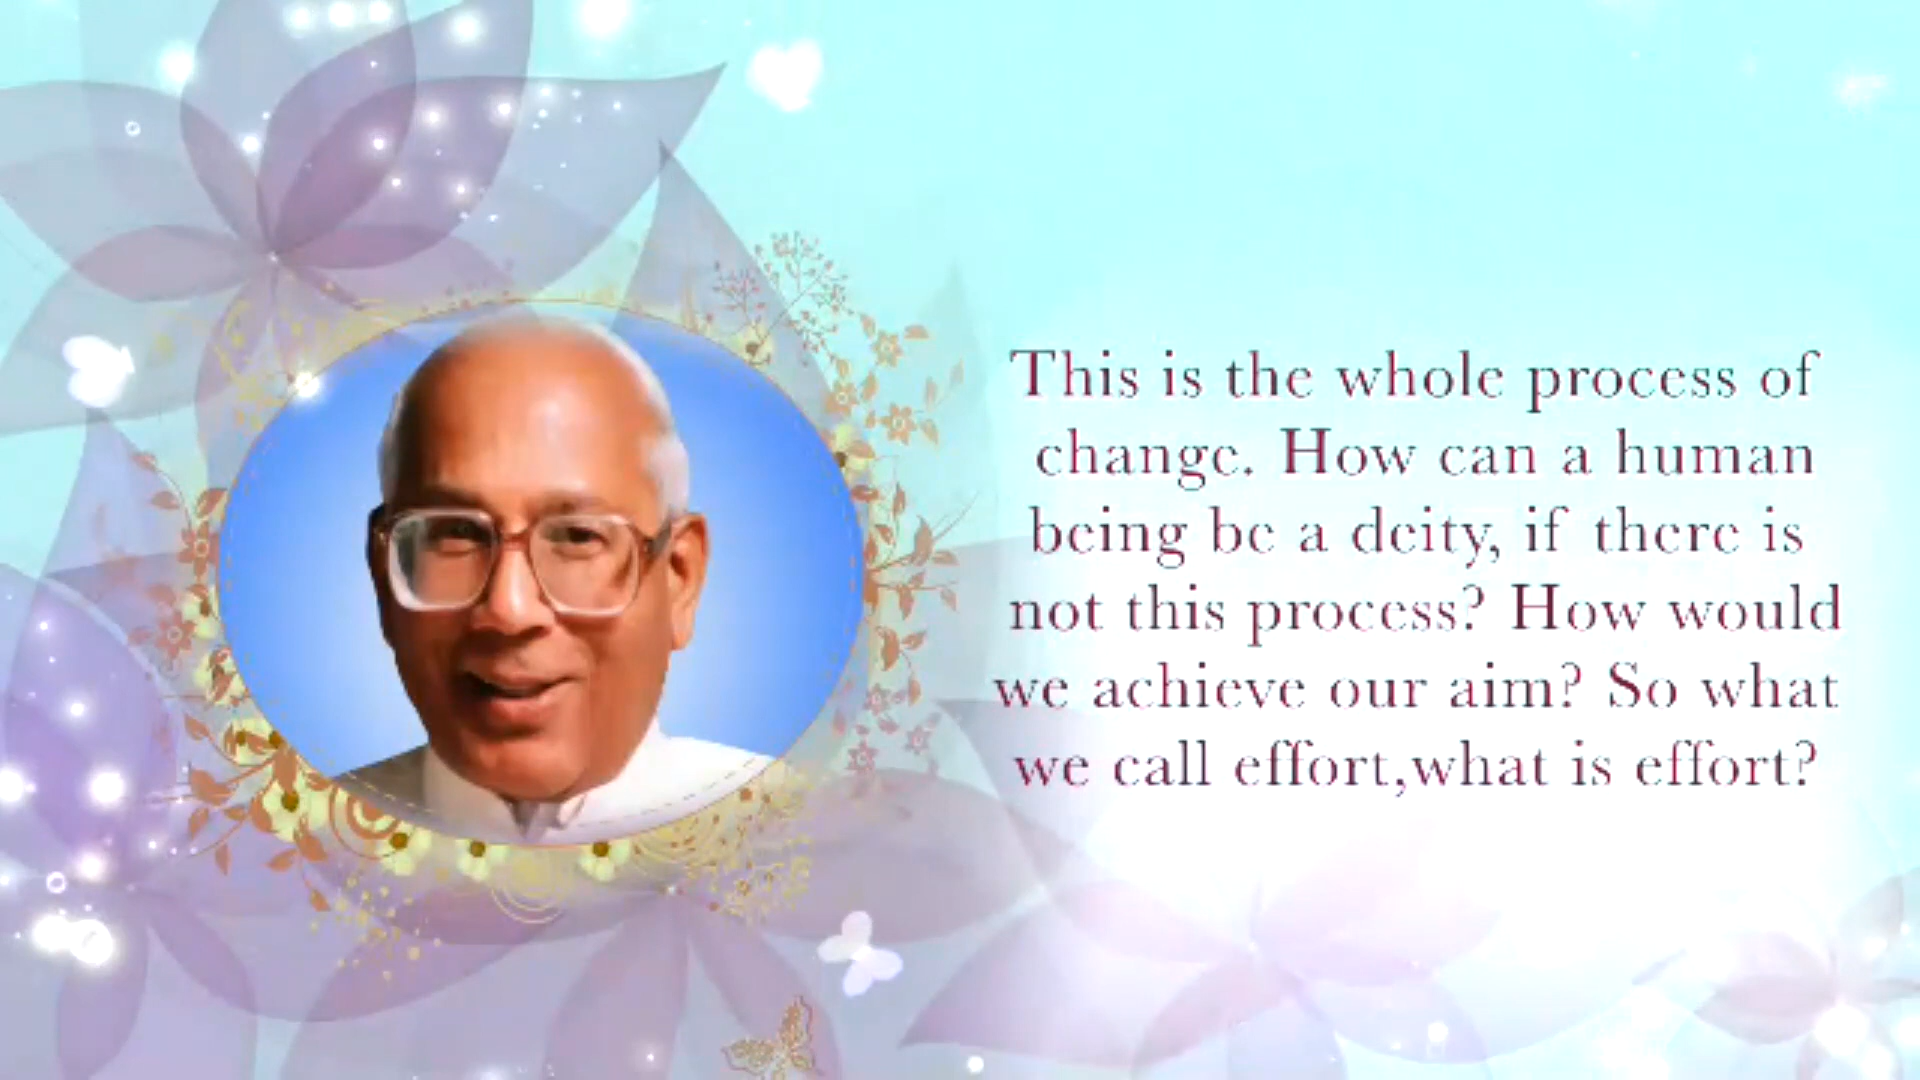 This is the whole process of
change. How can a human
being be a deity, if there is
not this process? How would
we achieve our aim? So what
we call effort,what is effort?